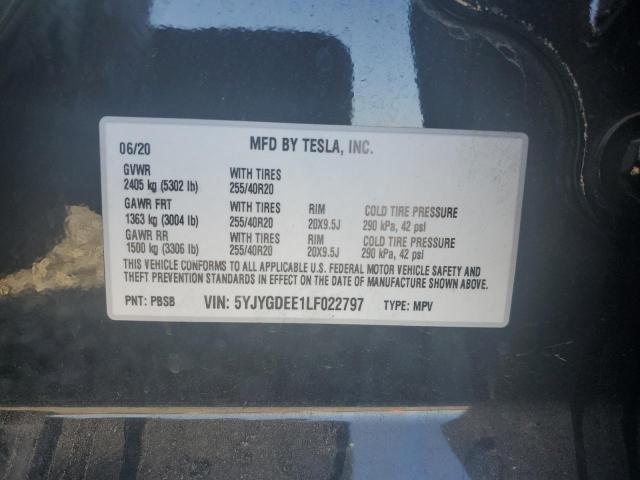 06/20 MFD BY TESLA, INC.
GVWR WITH TIRES
2405 kg (5302 lb) 255/40R20
GAWR FRT WITH TIRES RIM COLD TIRE PRESSURE
1363 kg (3004 lb) 255/40R20 20X9.5J 290 kPa, 42 psi
GAWR RR WITH TIRES RIM COLD TIRE PRESSURE
1500 kg (3306 lb) 255/40R20 20X9.5J 290 kPa, 42 psi
THIS VEHICLE CONFORMS TO ALL APPLICABLE U.S. FEDERAL MOTOR VEHICLE SAFETY AND
THEFT PREVENTION STANDARDS IN EFFECT ON THE DATE OF MANUFACTURE SHOWN ABOVE.
PNT: PBSB VIN: 5YJYGDEE1LF022797 TYPE: MPV